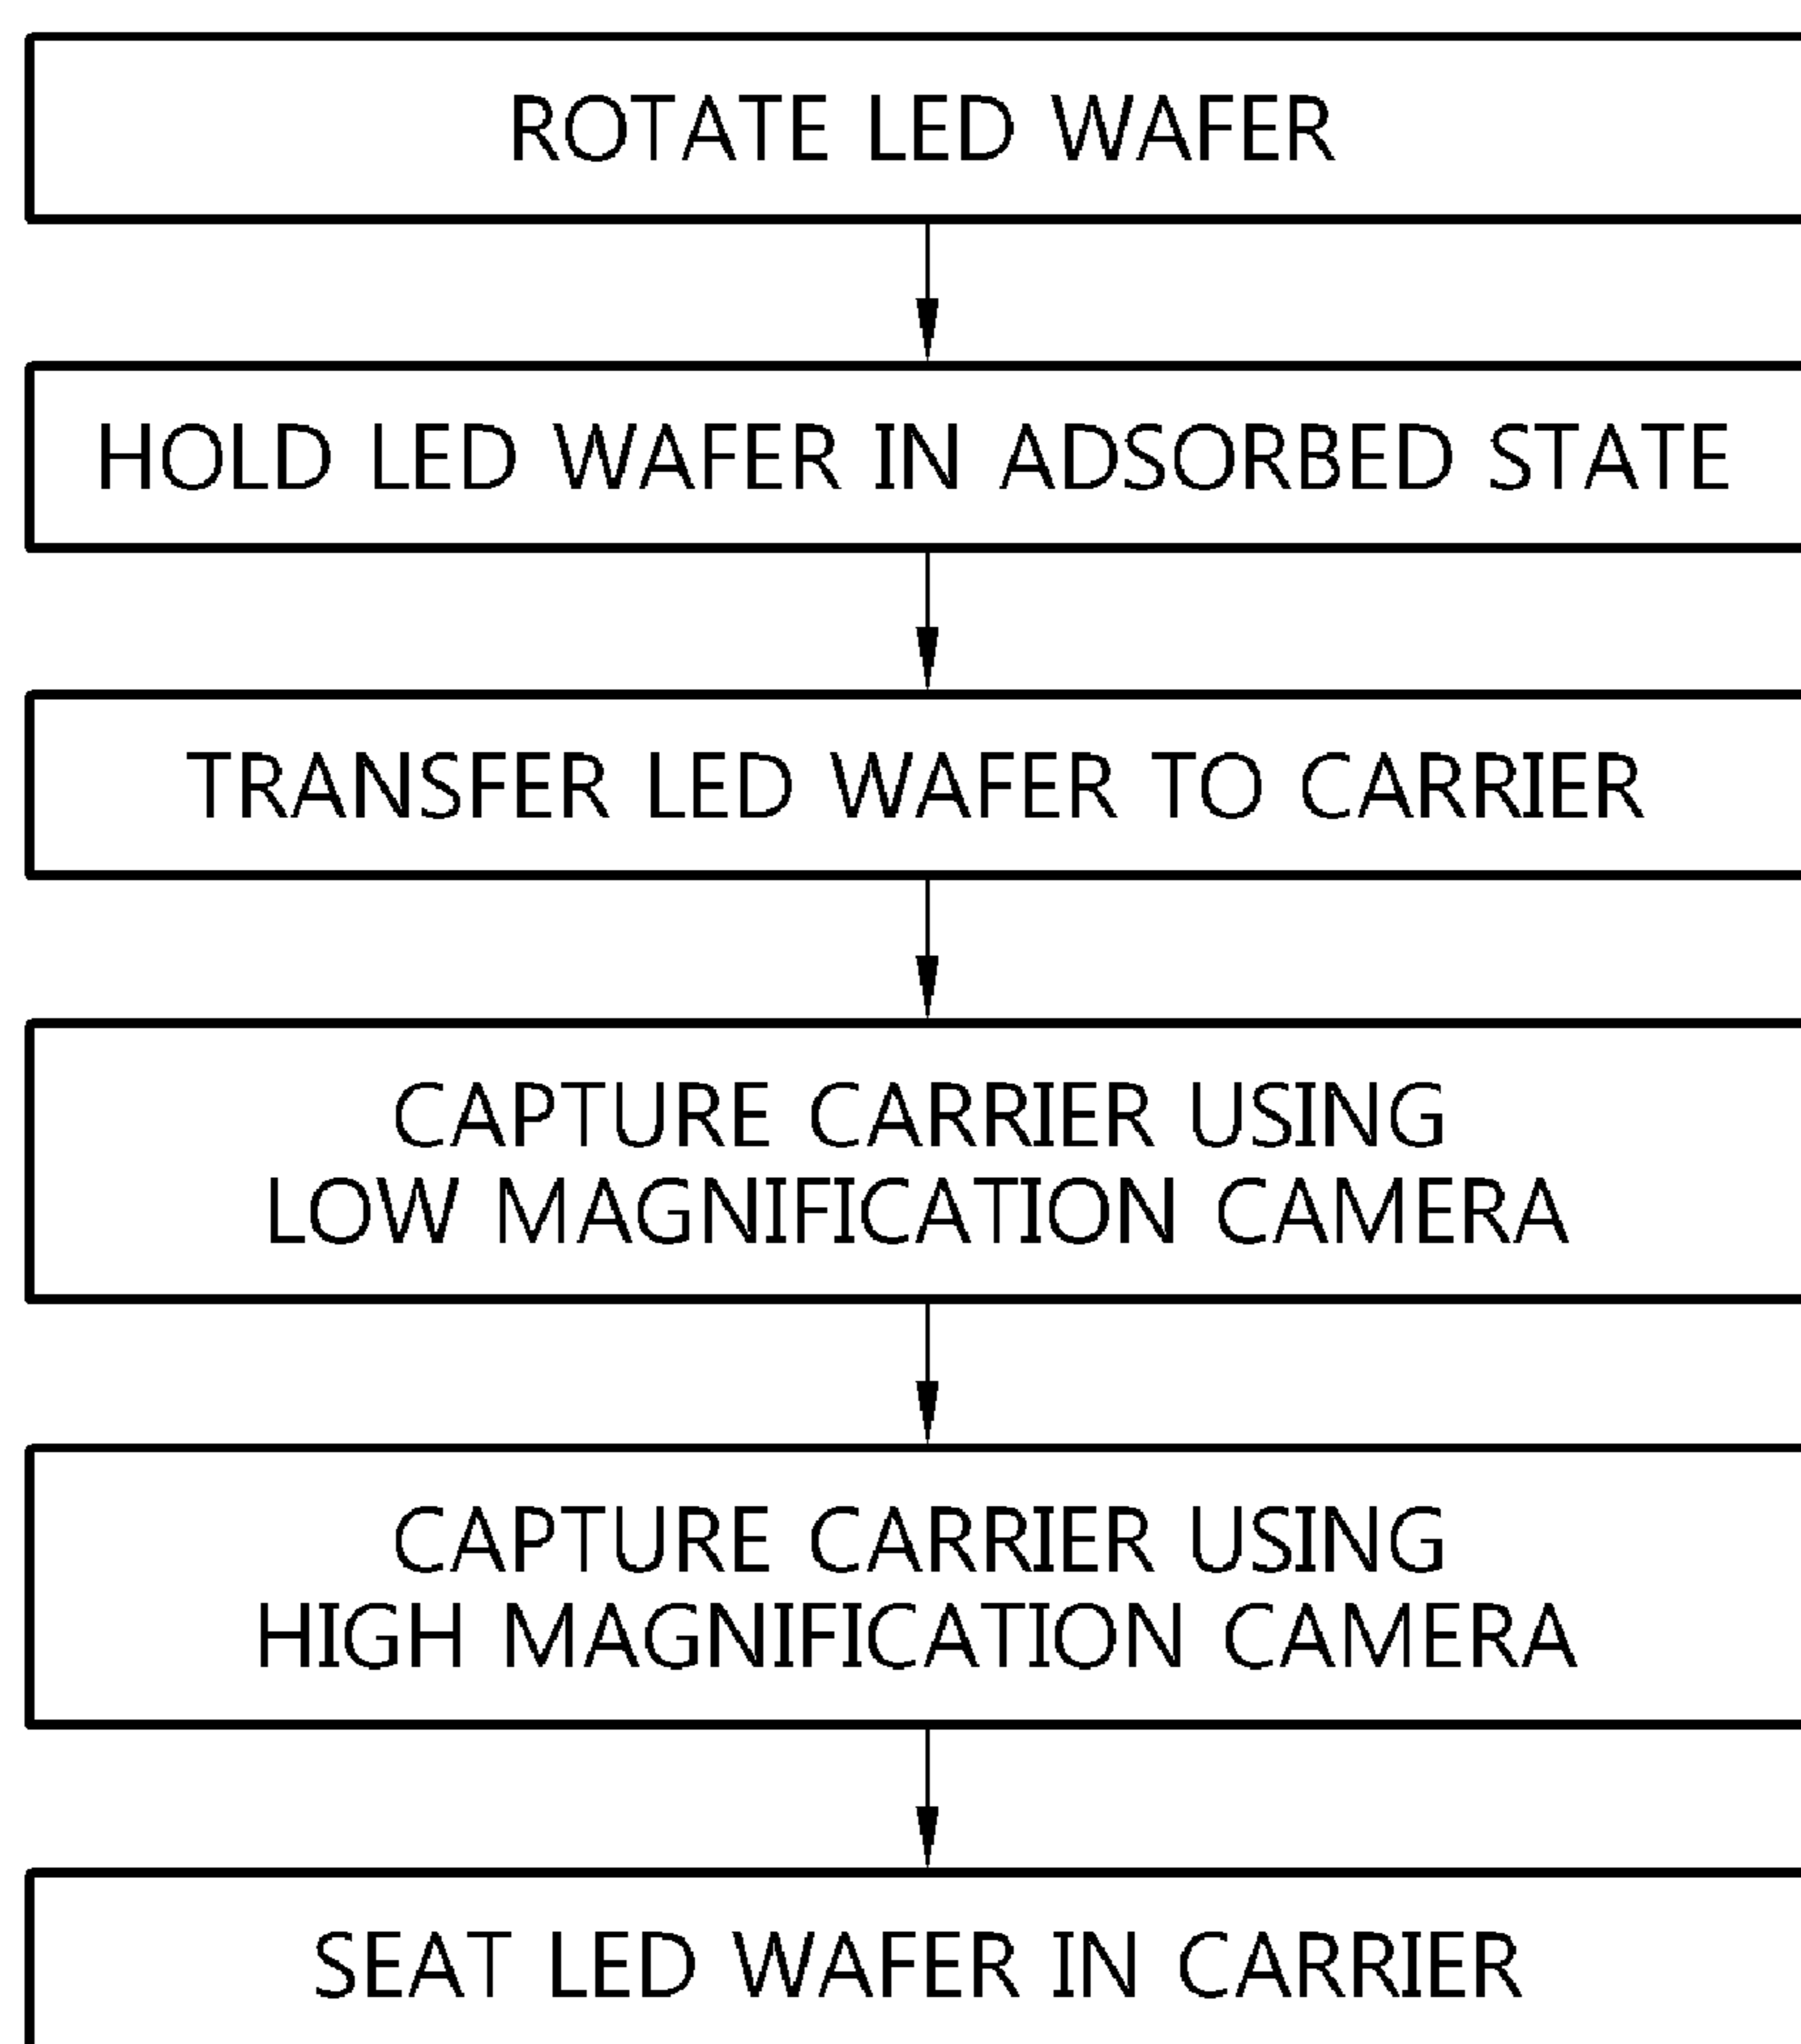 ROTATE LED WAFER
HOLD LED WAFER IN ADSORBED STATE
TRANSFER LED WAFER TO CARRIER
CAPTURE CARRIER USING
LOW MAGNIFICATION CAMERA
CAPTURE CARRIER USING
HIGH MAGNIFICATION CAMERA
SEAT LED WAFER IN CARRIER